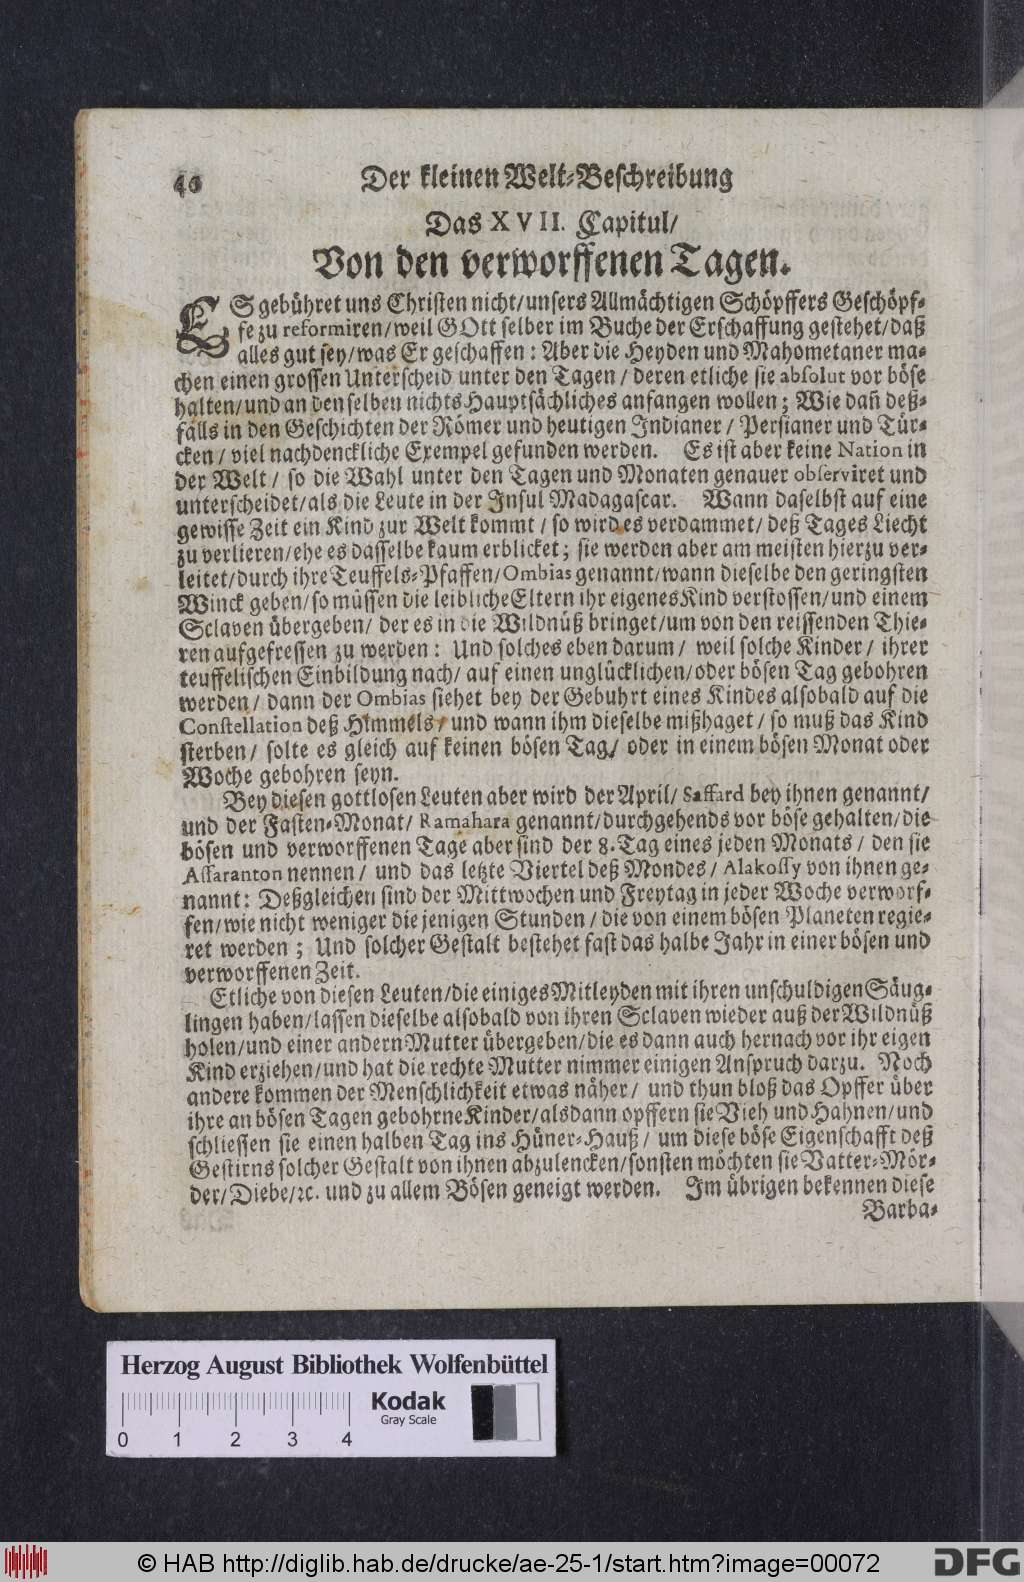 40 Der kleinen Welt-Beschreibung
Das XVII. Capitul/
Von den verworffenen Tagen.
ES gebühret uns Christen nicht/unsers Allmächtigen Schöpffers Geschöpf-
fe zu reformiren/weil GOtt selber im Buche der Erschaffung gestehet/daß
alles gut sey/was Er geschaffen: Aber die Heyden und Mahometaner ma-
chen einen grossen Unterscheid unter den Tagen/deren etliche sie absolut vor böse
halten/und an denselben nichts Hauptsächliches anfangen wollen; Wie dañ deß-
falls in den Geschichten der Römer und heutigen Indianer/Persianer und Tür-
cken/viel nachdenckliche Exempel gefunden werden. Es ist aber keine Nation in
der Welt/so die Wahl unter den Tagen und Monaten genauer observiret und
unterscheidet/als die Leute in der Insul Madagascar. Wann daselbst auf eine
gewisse Zeit ein Kind zur Welt kommt/so wird es verdammet/deß Tages Liecht
zu verlieren/ehe es dasselbe kaum erblicket; sie werden aber am meisten hierzu ver-
leitet/durch ihre Teuffels-Pfaffen/Ombias genannt/wann dieselbe den geringsten
Winck geben/so müssen die leibliche Eltern ihr eigenes Kind verstossen/und einem
Sclaven übergeben/der es in die Wildnüß bringet/um von den reissenden Thie-
ren aufgefressen zu werden: Und solches eben darum/weil solche Kinder/ihrer
teuffelischen Einbildung nach/auf einen unglücklichen/oder bösen Tag gebohren
werden/dann der Ombias siehet bey der Gebuhrt eines Kindes alsobald auf die
Constellation deß Himmels/und wann ihm dieselbe mißhaget/so muß das Kind
sterben/solte es gleich auf keinen bösen Tag/oder in einem bösen Monat oder
Woche gebohren seyn.
Bey diesen gottlosen Leuten aber wird der April/Saffard bey ihnen genannt/
und der Fasten-Monat/Ramahara genannt/durchgehends vor böse gehalten/die
bösen und verworffenen Tage aber sind der 8. Tag eines jeden Monats/den sie
Assaranton nennen/und das letzte Viertel deß Mondes/Alakossy von ihnen ge-
nannt: Deßgleichen sind der Mittwochen und Freytag in jeder Woche verworf-
fen/wie nicht weniger die jenigen Stunden/die von einem bösen Planeten regie-
ret werden; Und solcher Gestalt bestehet fast das halbe Jahr in einer bösen und
verworffenen Zeit.
Etliche von diesen Leuten/die einiges Mitleyden mit ihren unschuldigen Säug-
lingen haben/lassen dieselbe alsobald von ihren Sclaven wieder auß der Wildnüß
holen/und einer andern Mutter übergeben/die es dann auch hernach vor ihr eigen
Kind erziehen/und hat die rechte Mutter nimmer einigen Anspruch darzu. Noch
andere kommen der Menschlichkeit etwas näher/und thun bloß das Opffer über
ihre an bösen Tagen gebohrne Kinder/alsdann opffern sie Vieh und Hahnen/und
schliessen sie einen halben Tag ins Hüner-Hauß/um diese böse Eigenschafft deß
Gestirns solcher Gestalt von ihnen abzulencken/sonsten möchten sie Vatter-Mör-
der/Diebe/ꝛc. und zu allem Bösen geneigt werden. Im übrigen bekennen diese
Barba-
Herzog August Bibliothek Wolfenbüttel
Kodak
Gray Scale
0 1 2 3 4
© HAB http://diglib.hab.de/drucke/ae-25-1/start.htm?image=00072
DFG